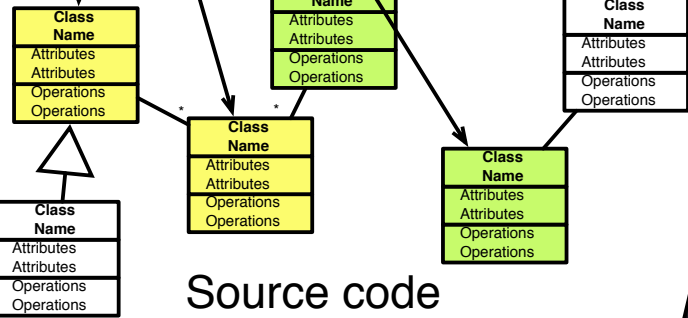 Class
Name
Attributes
Attributes
Operations
Operations
Name
Attributes
Attributes
Operations
Operations
Class
Name
Attributes
Attributes
Operations
Operations
*
*
Class
Name
Attributes
Attributes
Operations
Operations
Class
Name
Attributes
Attributes
Operations
Operations
Class
Name
Attributes
Attributes
Operations
Operations
Source code